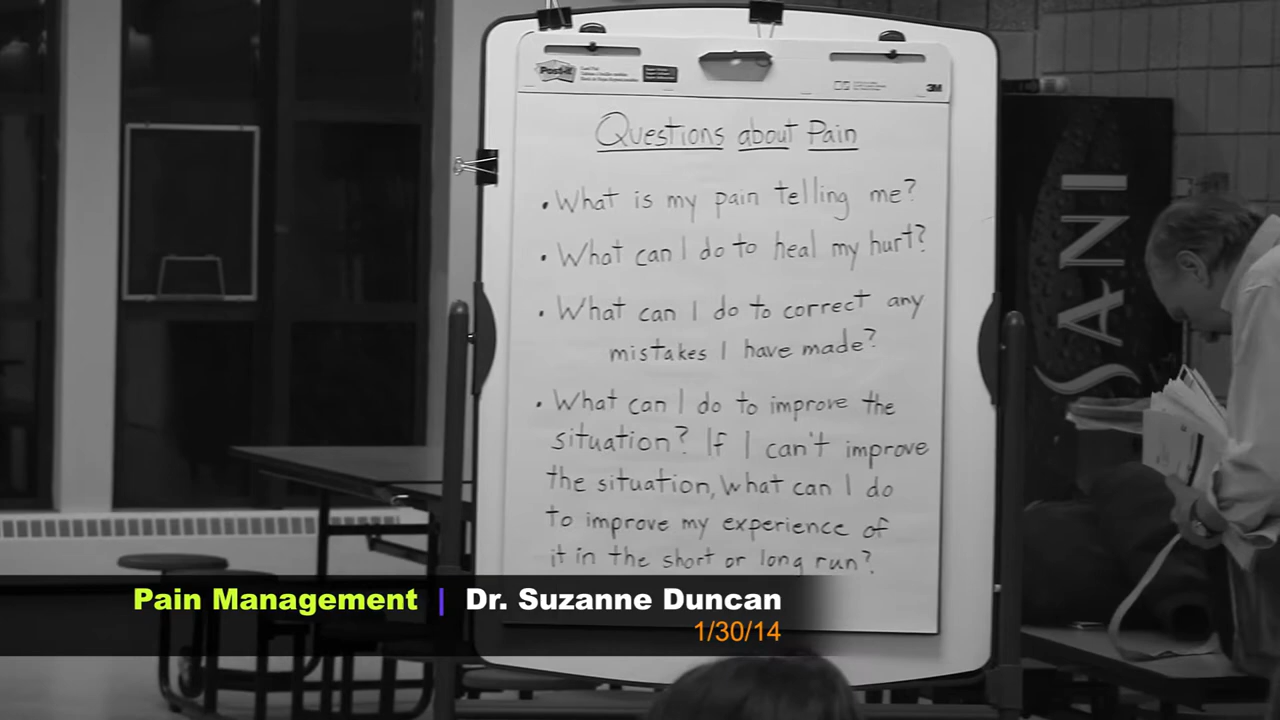 Post-it
3M
Questions about Pain
• What is my pain telling me?
• What can I do to heal my hurt?
• What can I do to correct any
mistakes I have made?
• What can I do to improve the
situation? If I can't improve
the situation, what can I do
to improve my experience of
it in the short or long run?
SANI
Pain Management | Dr. Suzanne Duncan
1/30/14